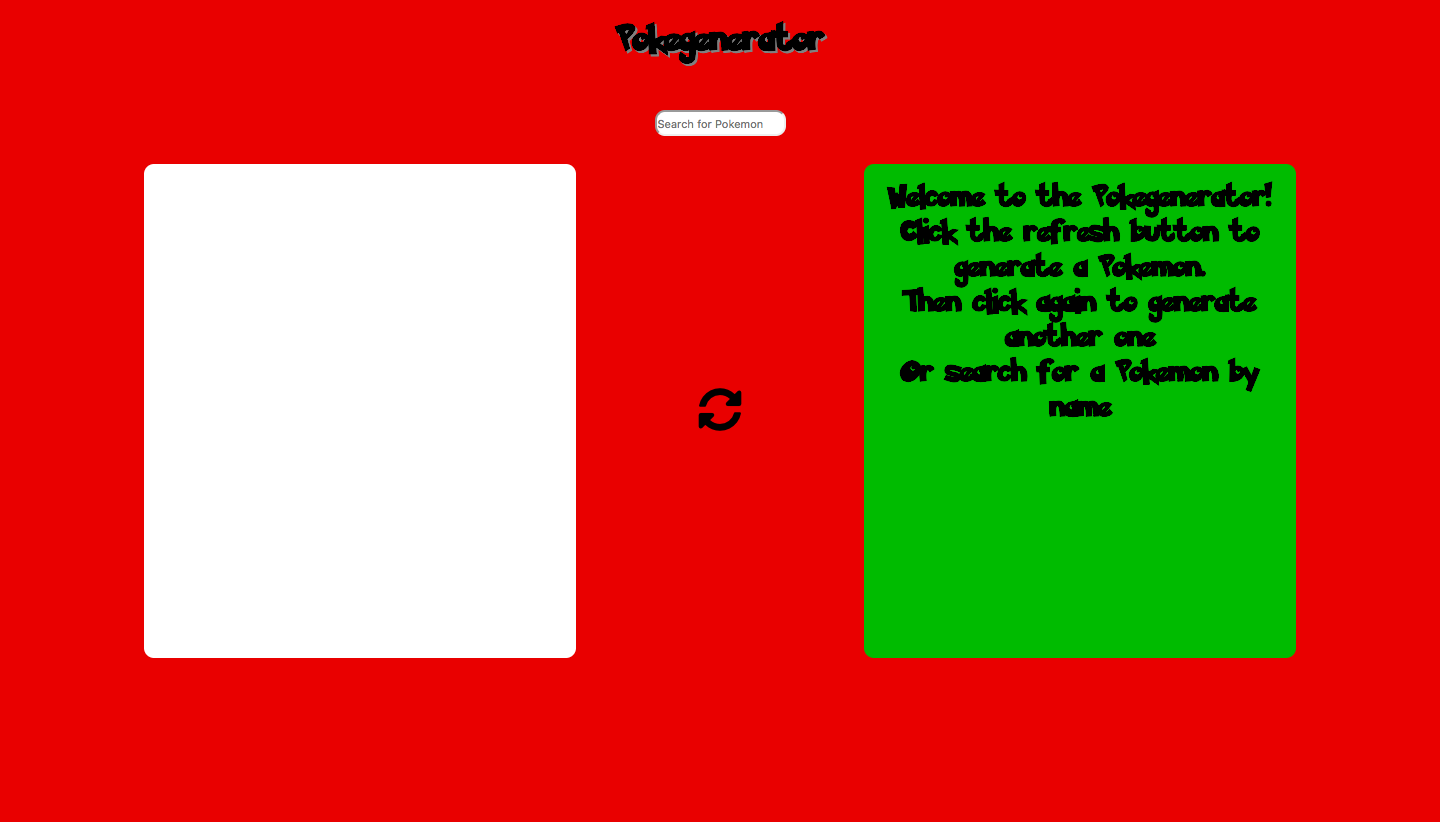 Pokegenerator
Search for Pokemon
Welcome to the Pokegenerator!
Click the refresh button to
generate a Pokemon.
Then click again to generate
another one
Or search for a Pokemon by
name